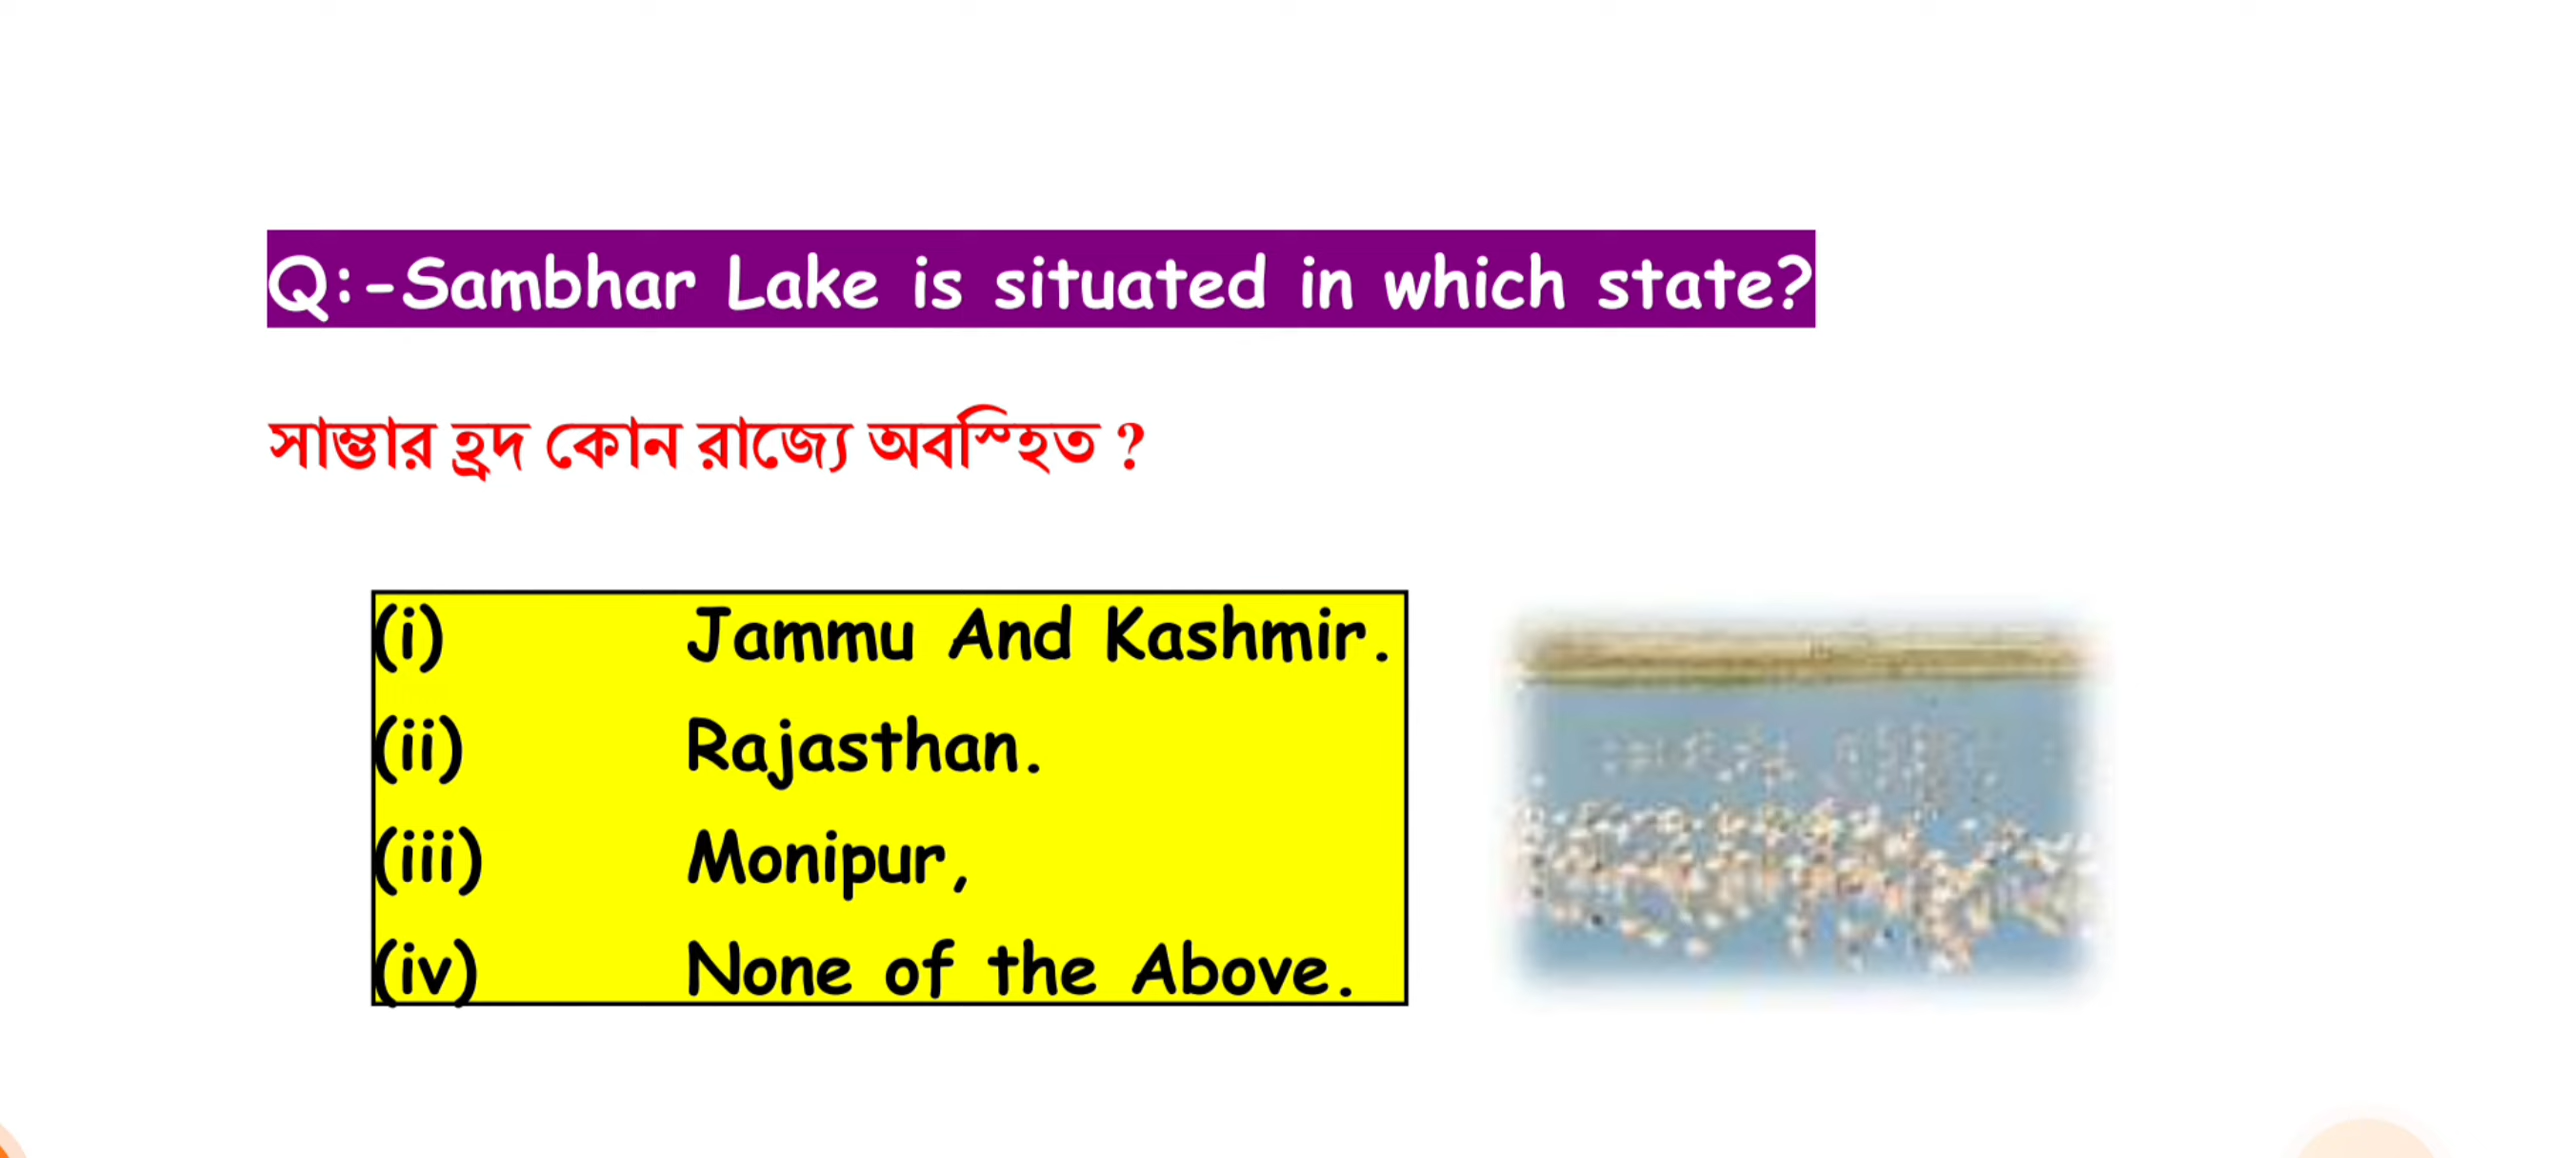 Q:-Sambhar Lake is situated in which state?
সাম্ভার হ্রদ কোন রাজ্যে অবস্হিত ?
(i) Jammu And Kashmir.
(ii) Rajasthan.
(iii) Monipur,
(iv) None of the Above.